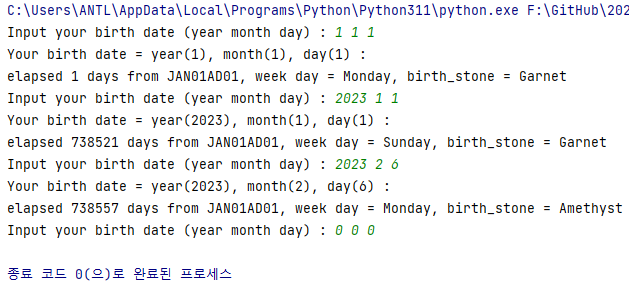 C:\Users\ANTL\AppData\Local\Programs\Python\Python311\python.exe F:\GitHub\202
Input your birth date (year month day) : 1 1 1
Your birth date = year(1), month(1), day(1) :
elapsed 1 days from JAN01AD01, week day = Monday, birth_stone = Garnet
Input your birth date (year month day) : 2023 1 1
Your birth date = year(2023), month(1), day(1) :
elapsed 738521 days from JAN01AD01, week day = Sunday, birth_stone = Garnet
Input your birth date (year month day) : 2023 2 6
Your birth date = year(2023), month(2), day(6) :
elapsed 738557 days from JAN01AD01, week day = Monday, birth_stone = Amethyst
Input your birth date (year month day) : 0 0 0
종료 코드 0(으)로 완료된 프로세스